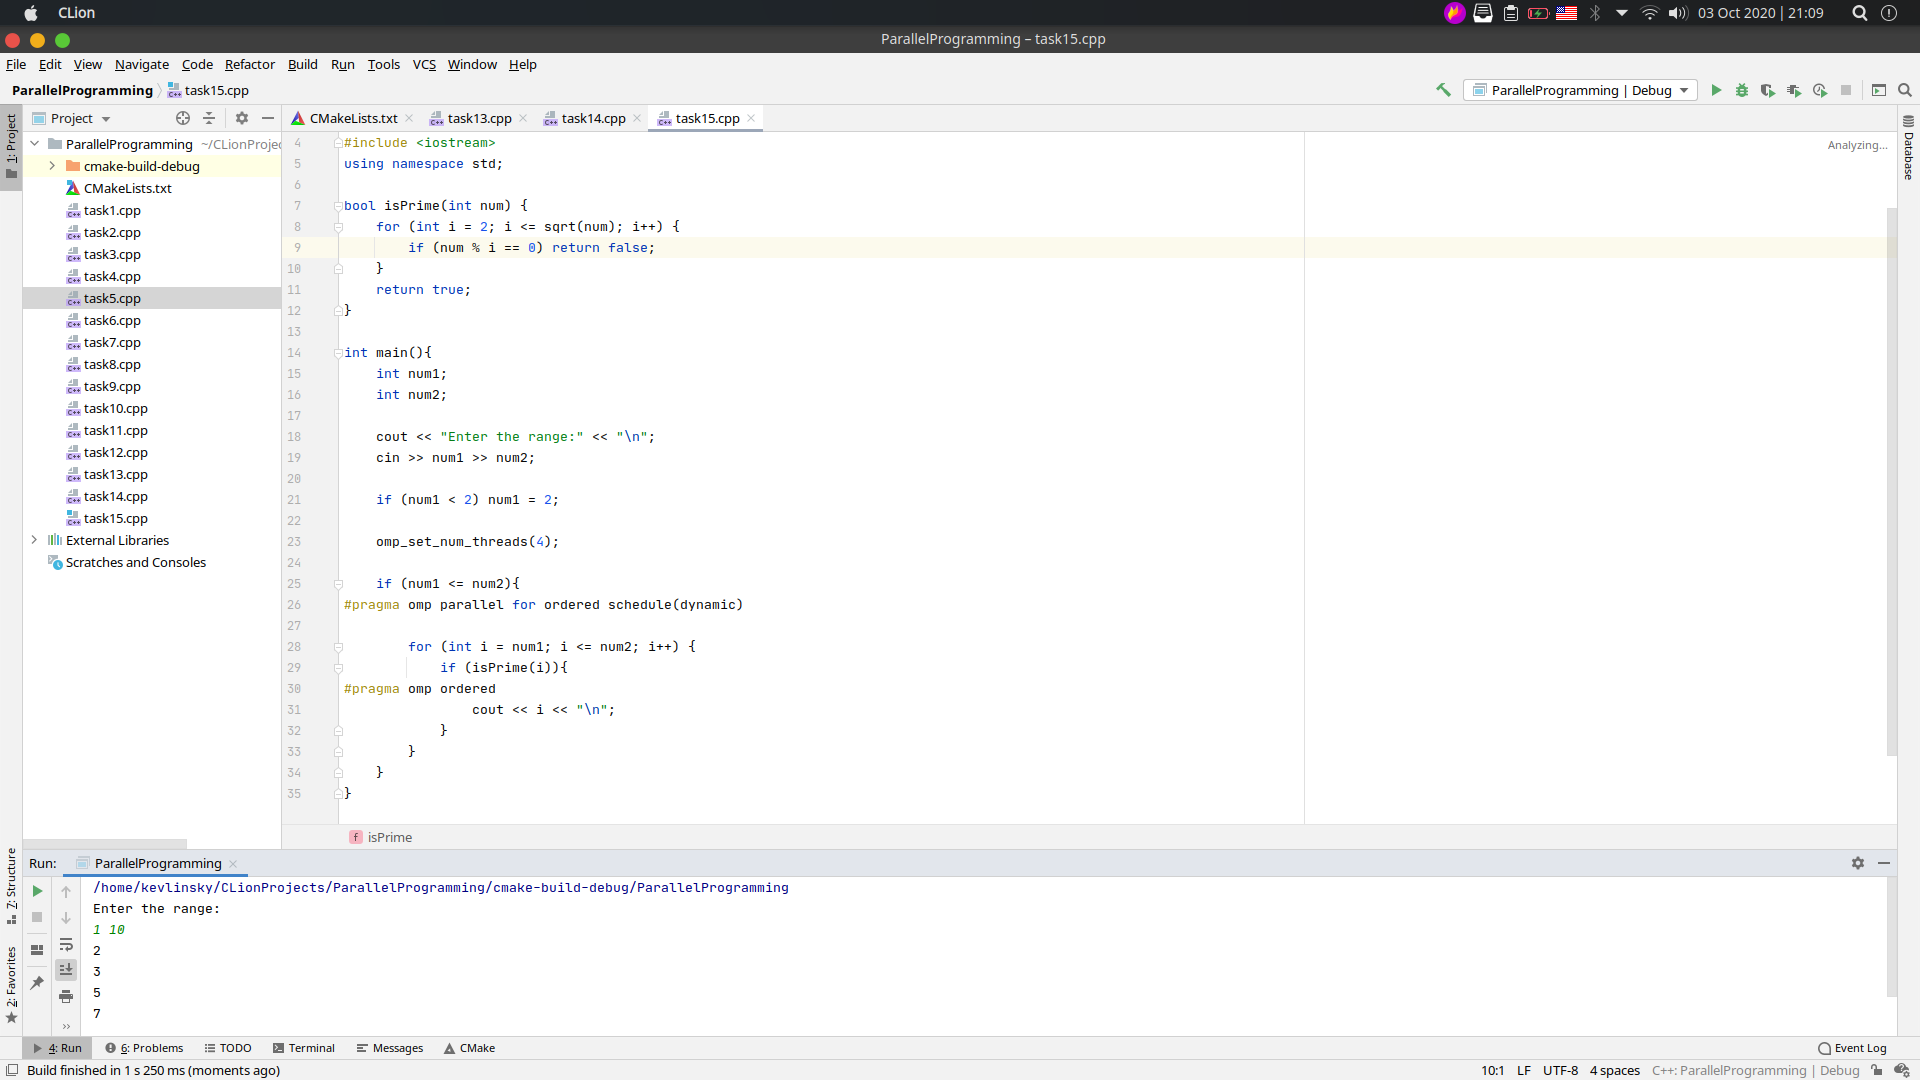 CLion
03 Oct 2020 | 21:09
ParallelProgramming – task15.cpp
File Edit View Navigate Code Refactor Build Run Tools VCS Window Help
ParallelProgramming task15.cpp
ParallelProgramming | Debug
1: Project
Project
CMakeLists.txt task13.cpp task14.cpp task15.cpp
Database
ParallelProgramming ~/CLionProjec
cmake-build-debug
CMakeLists.txt
task1.cpp
task2.cpp
task3.cpp
task4.cpp
task5.cpp
task6.cpp
task7.cpp
task8.cpp
task9.cpp
task10.cpp
task11.cpp
task12.cpp
task13.cpp
task14.cpp
task15.cpp
External Libraries
Scratches and Consoles
Analyzing...
4 #include <iostream>
5 using namespace std;
6
7 bool isPrime(int num) {
8 for (int i = 2; i <= sqrt(num); i++) {
9 if (num % i == 0) return false;
10 }
11 return true;
12 }
13
14 int main(){
15 int num1;
16 int num2;
17
18 cout << "Enter the range:" << "\n";
19 cin >> num1 >> num2;
20
21 if (num1 < 2) num1 = 2;
22
23 omp_set_num_threads(4);
24
25 if (num1 <= num2){
26 #pragma omp parallel for ordered schedule(dynamic)
27
28 for (int i = num1; i <= num2; i++) {
29 if (isPrime(i)){
30 #pragma omp ordered
31 cout << i << "\n";
32 }
33 }
34 }
35 }
f isPrime
7: Structure
2: Favorites
Run: ParallelProgramming
/home/kevlinsky/CLionProjects/ParallelProgramming/cmake-build-debug/ParallelProgramming
Enter the range:
1 10
2
3
5
7
4: Run 6: Problems TODO Terminal Messages CMake Event Log
Build finished in 1 s 250 ms (moments ago)
10:1 LF UTF-8 4 spaces C++: ParallelProgramming | Debug